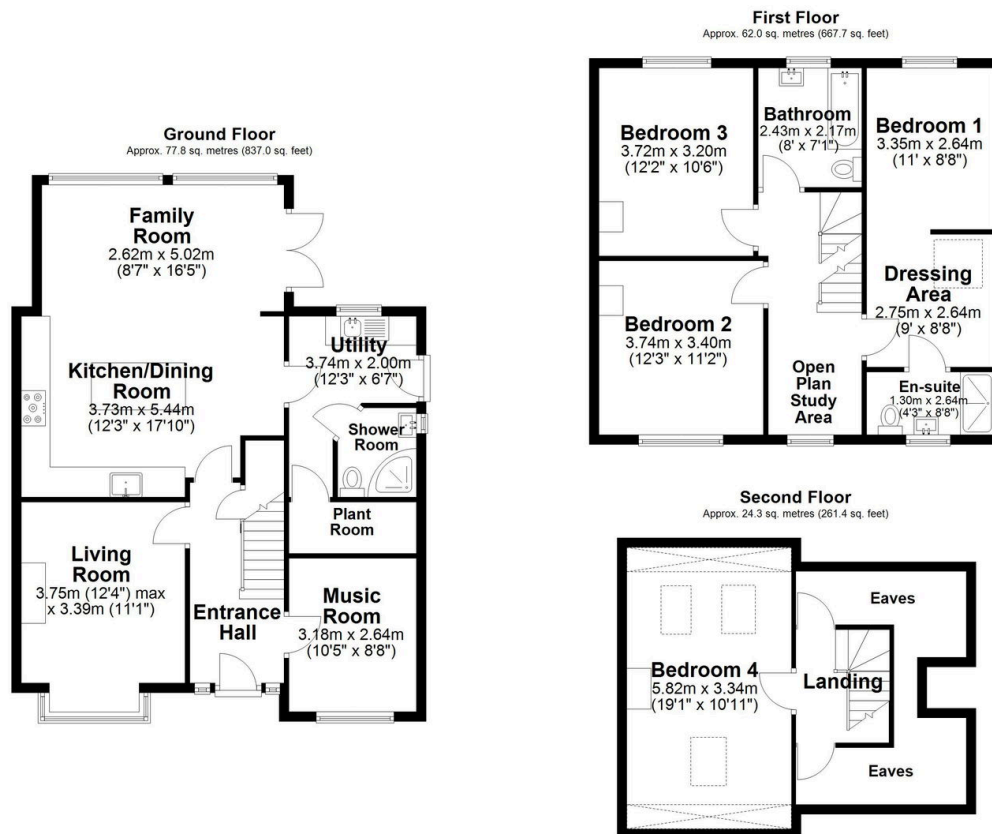 Ground Floor
Approx. 77.8 sq. metres (837.0 sq. feet)
Family
Room
2.62m x 5.02m
(8'7" x 16'5")
Kitchen/Dining
Room
3.73m x 5.44m
(12'3" x 17'10")
Utility
3.74m x 2.00m
(12'3" x 6'7")
Shower
Room
Plant
Room
Living
Room
3.75m (12'4") max
x 3.39m (11'1")
Entrance
Hall
Music
Room
3.18m x 2.64m
(10'5" x 8'8")
First Floor
Approx. 62.0 sq. metres (667.7 sq. feet)
Bedroom 3
3.72m x 3.20m
(12'2" x 10'6")
Bathroom
2.43m x 2.17m
(8' x 7'1")
Bedroom 1
3.35m x 2.64m
(11' x 8'8")
Dressing
Area
2.75m x 2.64m
(9' x 8'8")
Bedroom 2
3.74m x 3.40m
(12'3" x 11'2")
Open
Plan
Study
Area
En-suite
1.30m x 2.64m
(4'3" x 8'8")
Second Floor
Approx. 24.3 sq. metres (261.4 sq. feet)
Eaves
Bedroom 4
5.82m x 3.34m
(19'1" x 10'11")
Landing
Eaves